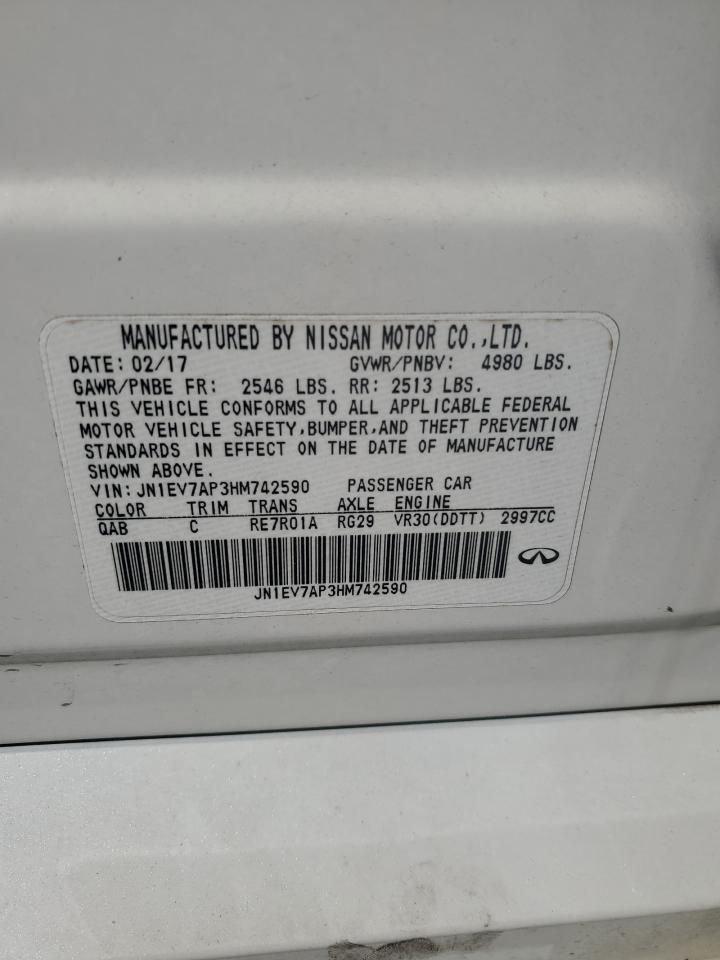 MANUFACTURED BY NISSAN MOTOR CO.,LTD.
DATE: 02/17 GVWR/PNBV: 4980 LBS.
GAWR/PNBE FR: 2546 LBS. RR: 2513 LBS.
THIS VEHICLE CONFORMS TO ALL APPLICABLE FEDERAL
MOTOR VEHICLE SAFETY,BUMPER,AND THEFT PREVENTION
STANDARDS IN EFFECT ON THE DATE OF MANUFACTURE
SHOWN ABOVE.
VIN: JN1EV7AP3HM742590 PASSENGER CAR
COLOR TRIM TRANS AXLE ENGINE
QAB C RE7R01A RG29 VR30(DDTT) 2997CC
JN1EV7AP3HM742590